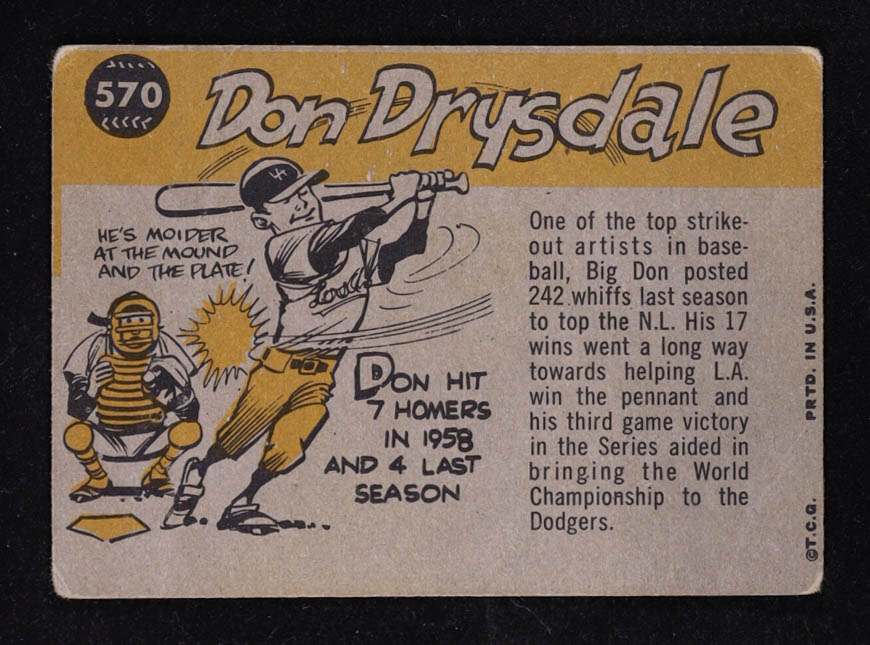 570
Don Drysdale
HE'S MOIDER
AT THE MOUND
AND THE PLATE!
DON HIT
7 HOMERS
IN 1958
AND 4 LAST
SEASON
One of the top strike-
out artists in base-
ball, Big Don posted
242 whiffs last season
to top the N.L. His 17
wins went a long way
towards helping L.A.
win the pennant and
his third game victory
in the Series aided in
bringing the World
Championship to the
Dodgers.
©T.C.G. PRTD. IN U.S.A.